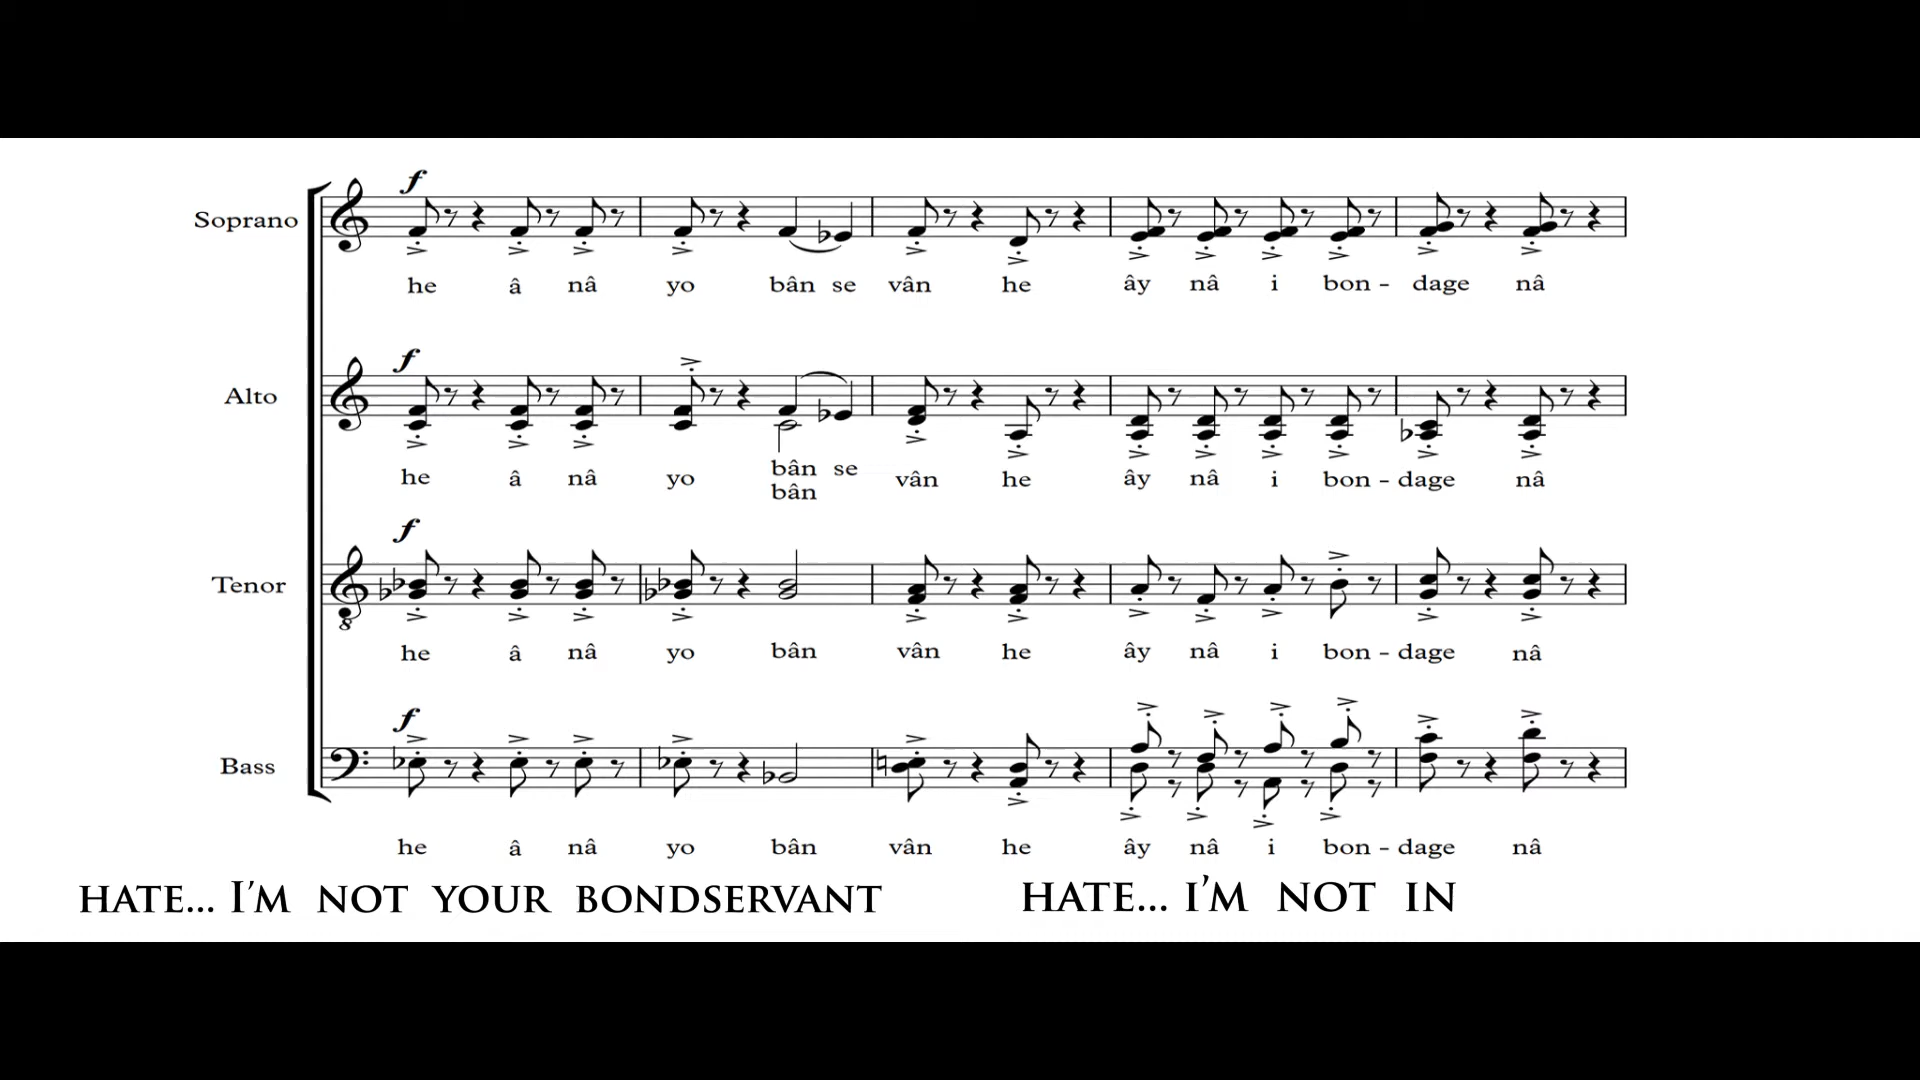 f
Soprano
he â nâ yo bân se vân he ây nâ i bon - dage nâ
f
Alto
he â nâ yo bân se vân he ây nâ i bon - dage nâ
bân
f
Tenor
8
he â nâ yo bân vân he ây nâ i bon - dage nâ
f
Bass
he â nâ yo bân vân he ây nâ i bon - dage nâ
HATE... I'M NOT YOUR BONDSERVANT HATE... I'M NOT IN